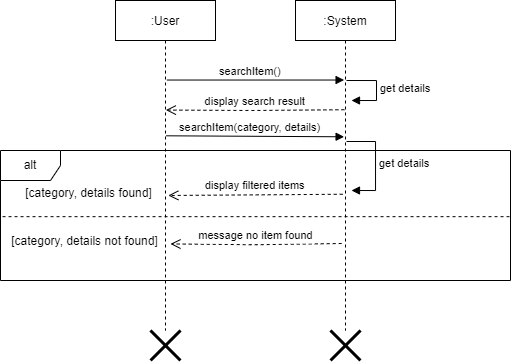 :User
:System
searchItem()
get details
display search result
searchItem(category, details)
alt
get details
[category, details found]
display filtered items
[category, details not found]
message no item found